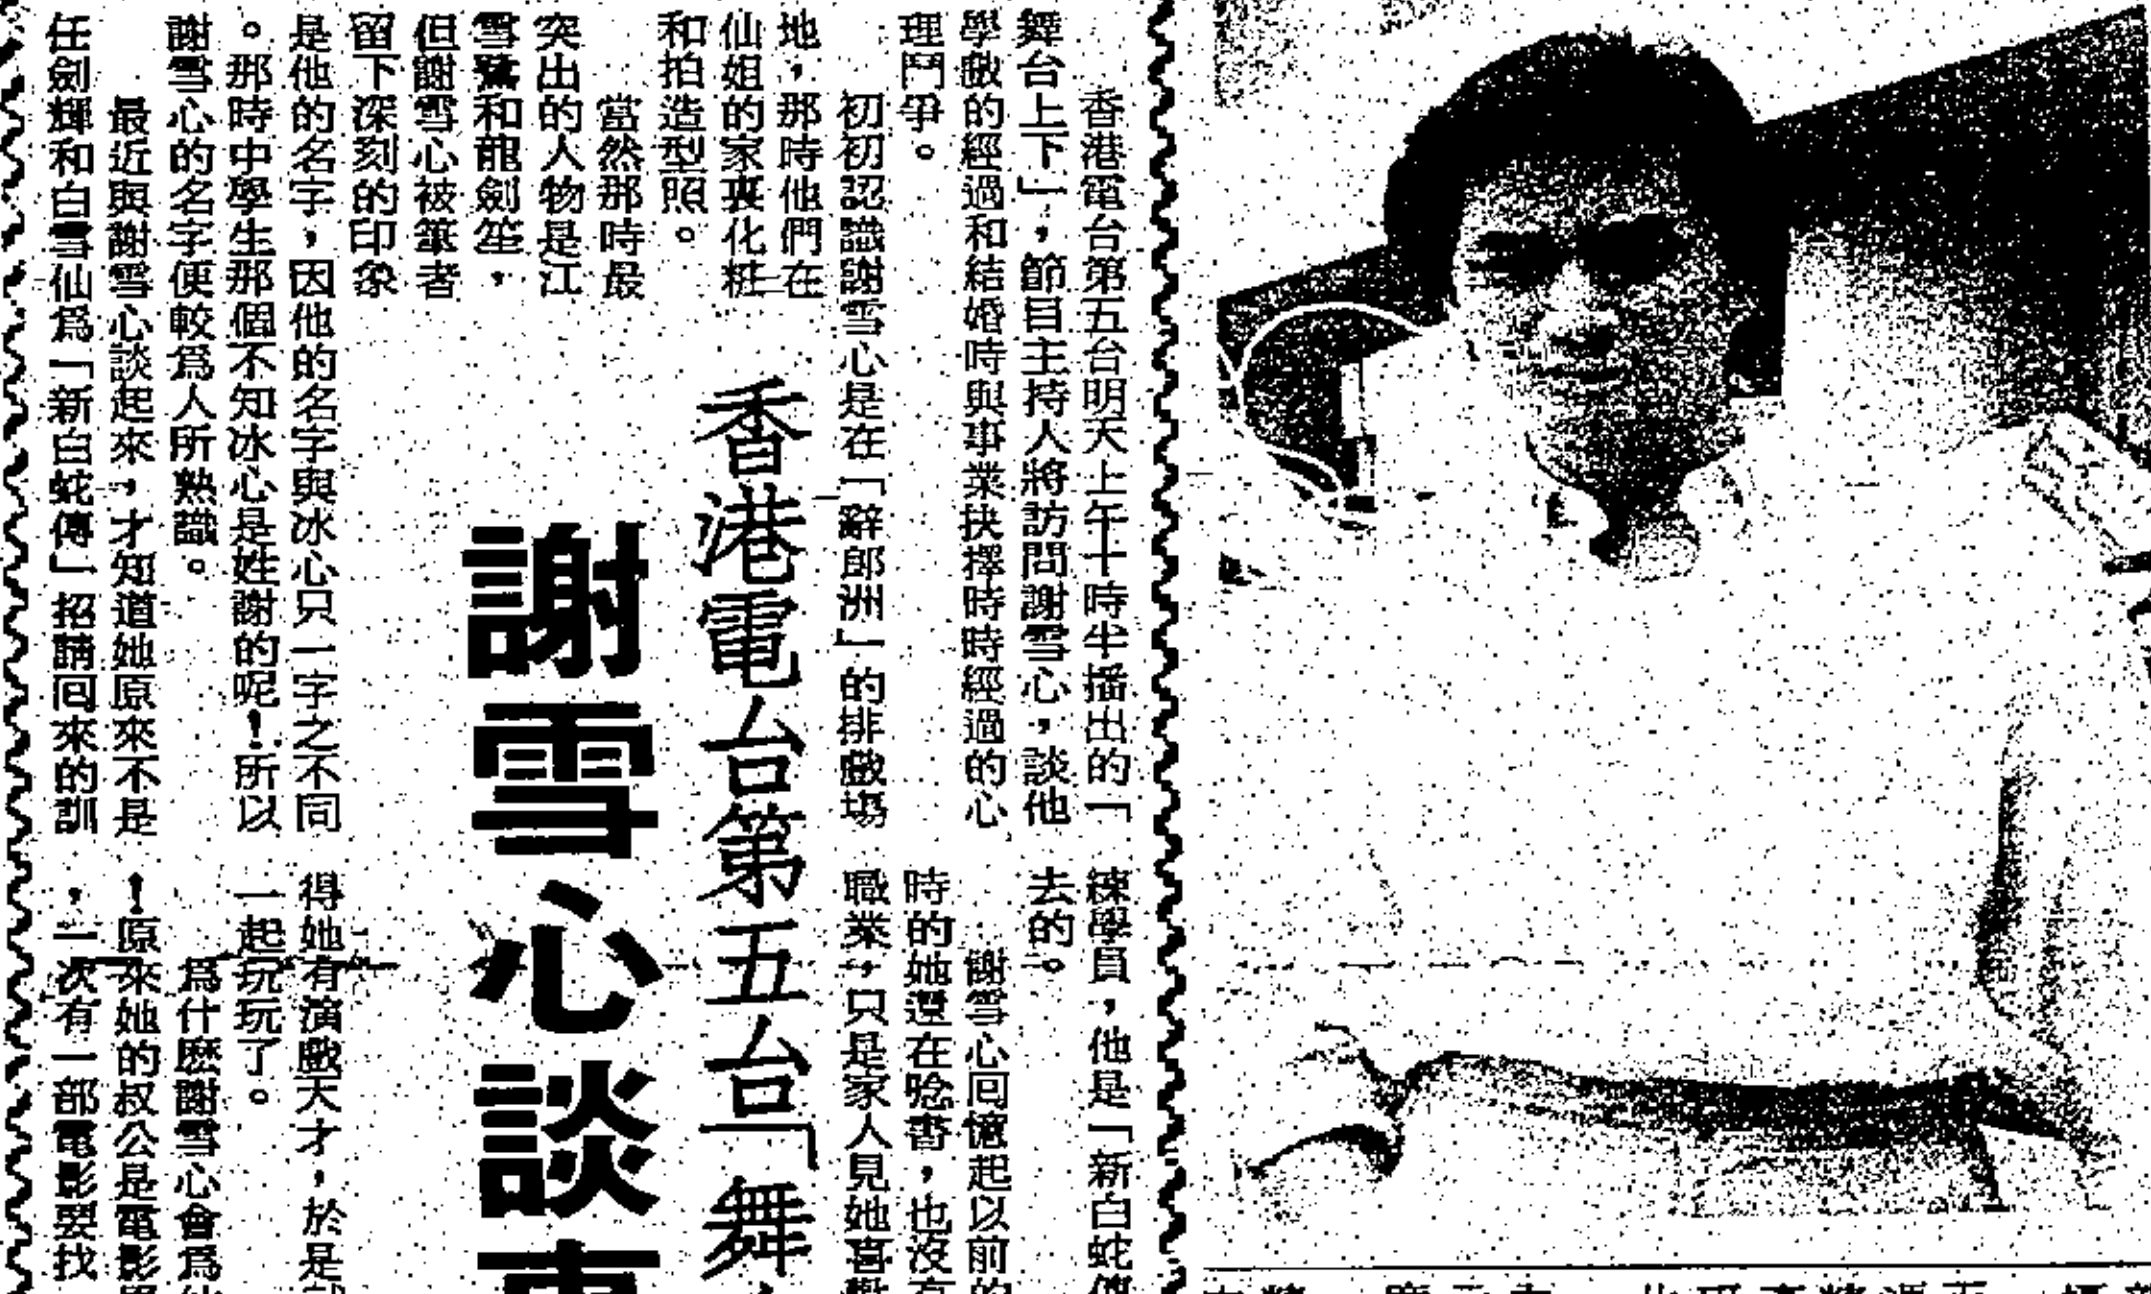 香港電台第五台「舞
謝雪心談事
香港電台第五台明天上午十時半播出的「
舞台上下」，節目主持人將訪問謝雪心，談他
學戲的經過和結婚時與事業抉擇時時經過的心
理鬥爭。
初初認識謝雪心是在「辭郎洲」的排戲塲
地，那時他們在
仙姐的家裏化粧
和拍造型照。
當然那時最
突出的人物是江
雪鷺和龍劍笙，
但謝雪心被筆者
留下深刻的印象
是他的名字，因他的名字與冰心只一字之不同
。那時中學生那個不知冰心是姓謝的呢！所以
謝雪心的名字便較爲人所熟識。
最近與謝雪心談起來，才知道她原來不是
任劍輝和白雪仙爲「新白蛇傳」招請回來的訓
練學員，他是「新白蛇傳
去的。
謝雪心回憶起以前的
時的她還在唸書，也沒有
職業，只是家人見她喜歡
得她有演戲天才，於是就
一起玩玩了。
爲什麽謝雪心會爲
！原來她的叔公是電影
，一次有一部電影要找